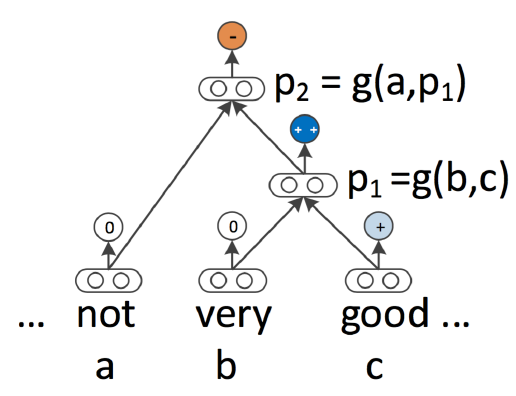 -
p₂ = g(a,p₁)
+ +
p₁ =g(b,c)
0 0 +
... not very good ...
a b c